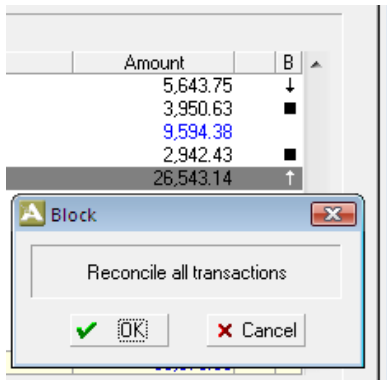 Amount B
5,643.75 ↓
3,950.63 ■
9,594.38
2,942.43 ■
26,543.14 ↑
Block
Reconcile all transactions
OK Cancel